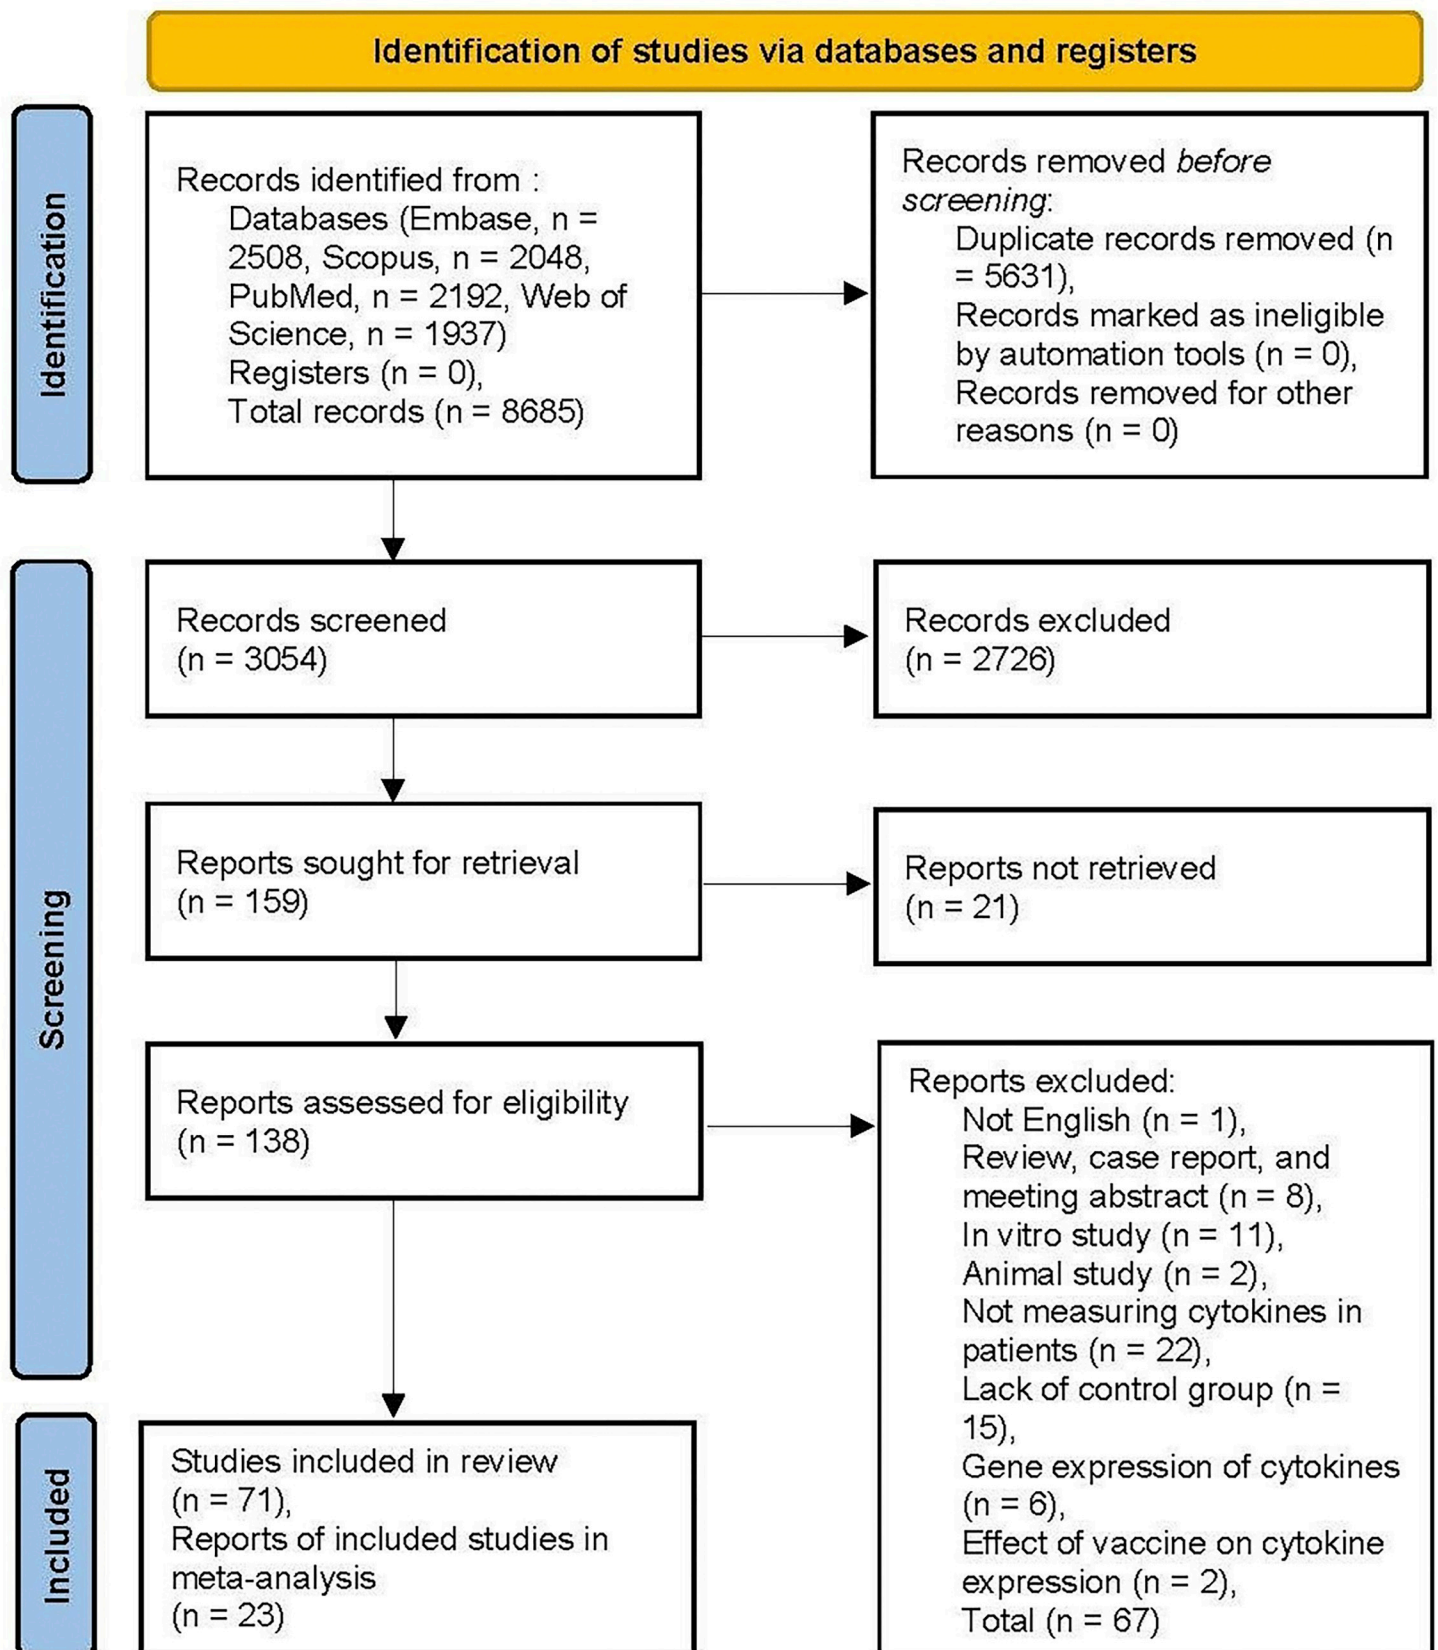 Identification of studies via databases and registers
Identification
Records identified from :
Databases (Embase, n =
2508, Scopus, n = 2048,
PubMed, n = 2192, Web of
Science, n = 1937)
Registers (n = 0),
Total records (n = 8685)
Records removed before
screening:
Duplicate records removed (n
= 5631),
Records marked as ineligible
by automation tools (n = 0),
Records removed for other
reasons (n = 0)
Screening
Records screened
(n = 3054)
Records excluded
(n = 2726)
Reports sought for retrieval
(n = 159)
Reports not retrieved
(n = 21)
Reports assessed for eligibility
(n = 138)
Reports excluded:
Not English (n = 1),
Review, case report, and
meeting abstract (n = 8),
In vitro study (n = 11),
Animal study (n = 2),
Not measuring cytokines in
patients (n = 22),
Lack of control group (n =
15),
Gene expression of cytokines
(n = 6),
Effect of vaccine on cytokine
expression (n = 2),
Total (n = 67)
Included
Studies included in review
(n = 71),
Reports of included studies in
meta-analysis
(n = 23)